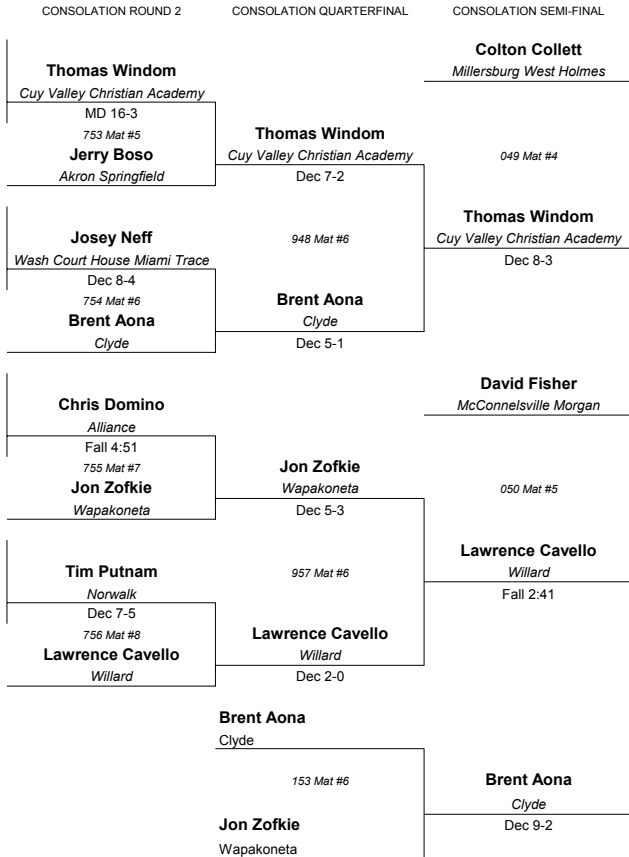 CONSOLATION ROUND 2
CONSOLATION QUARTERFINAL
CONSOLATION SEMI-FINAL
Colton Collett
Millersburg West Holmes
Thomas Windom
Cuy Valley Christian Academy
MD 16-3
753 Mat #5
Jerry Boso
Akron Springfield
Thomas Windom
Cuy Valley Christian Academy
Dec 7-2
049 Mat #4
Josey Neff
Wash Court House Miami Trace
Dec 8-4
754 Mat #6
Brent Aona
Clyde
948 Mat #6
Brent Aona
Clyde
Dec 5-1
Thomas Windom
Cuy Valley Christian Academy
Dec 8-3
David Fisher
McConnelsville Morgan
Chris Domino
Alliance
Fall 4:51
755 Mat #7
Jon Zofkie
Wapakoneta
Jon Zofkie
Wapakoneta
Dec 5-3
050 Mat #5
Tim Putnam
Norwalk
Dec 7-5
756 Mat #8
Lawrence Cavello
Willard
957 Mat #6
Lawrence Cavello
Willard
Dec 2-0
Lawrence Cavello
Willard
Fall 2:41
Brent Aona
Clyde
153 Mat #6
Jon Zofkie
Wapakoneta
Brent Aona
Clyde
Dec 9-2